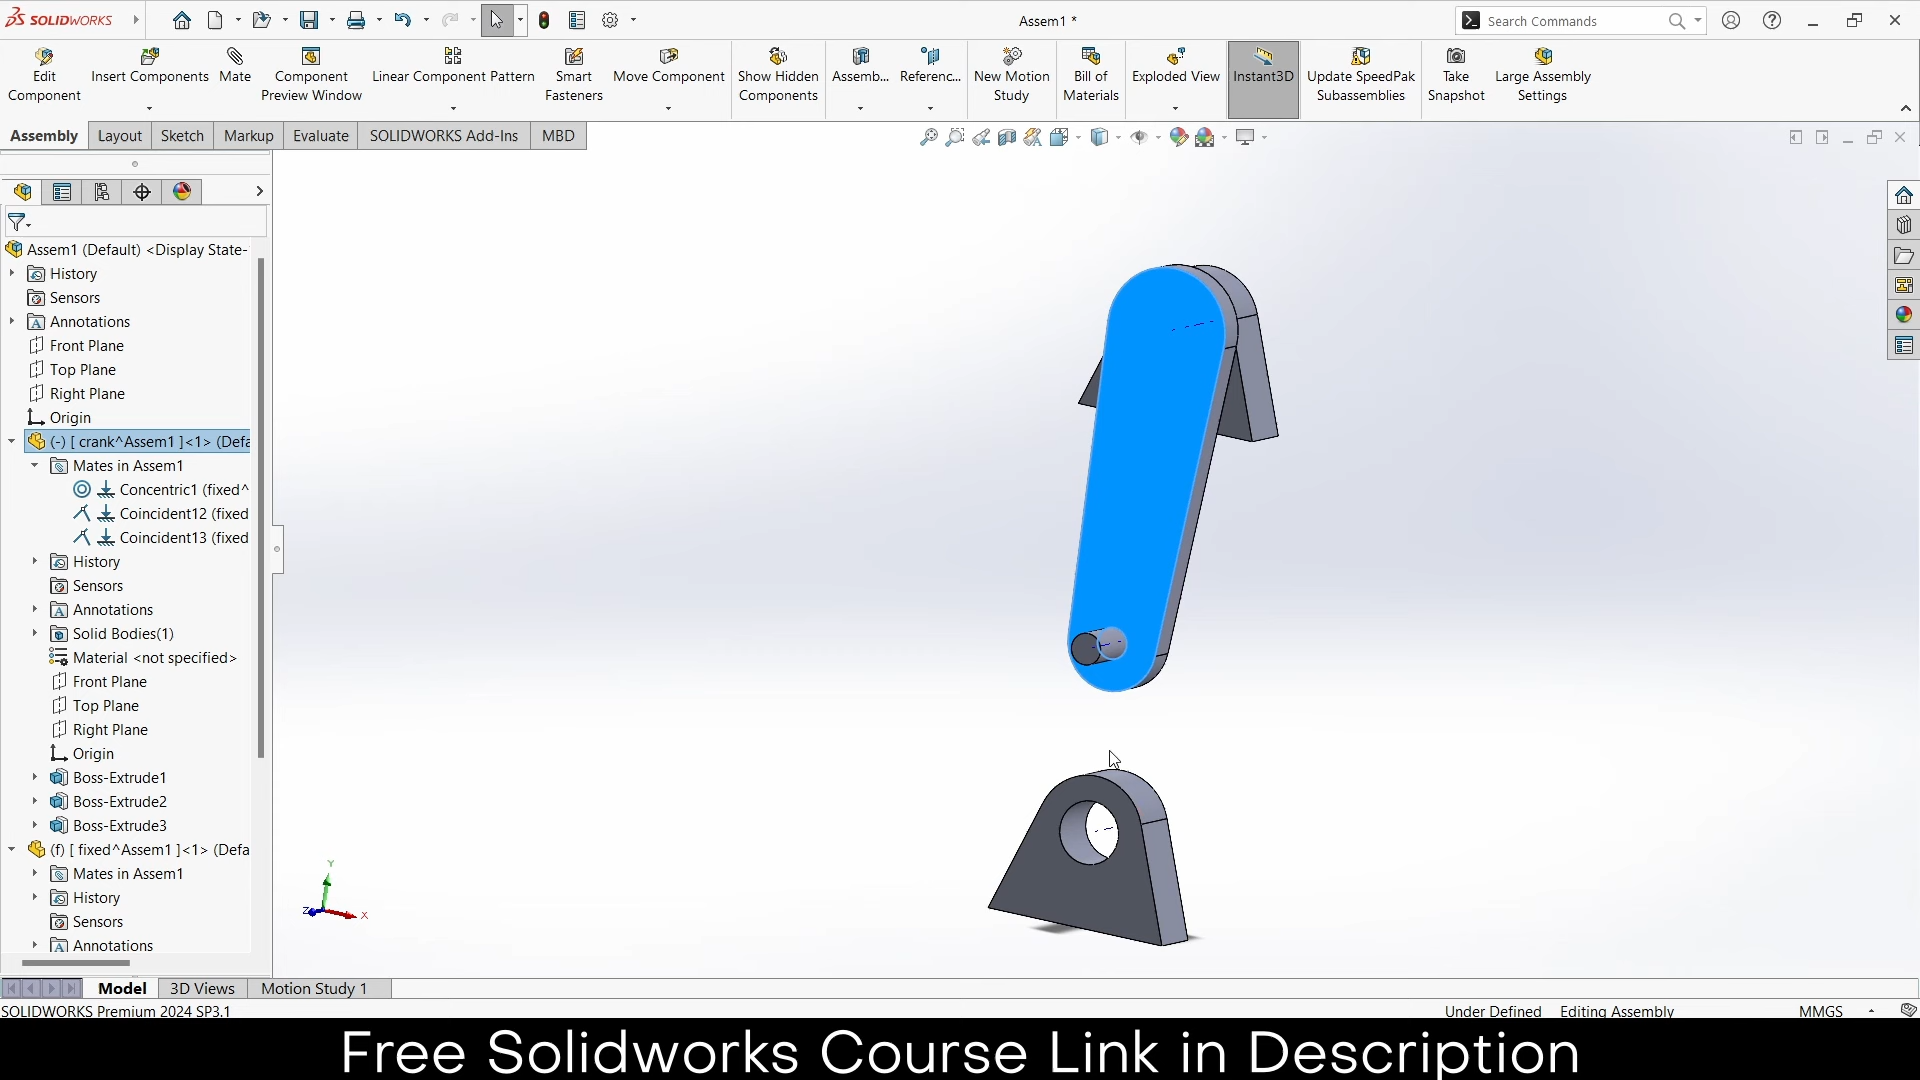 SOLIDWORKS
Assem1 *
Search Commands
Edit Component
Insert Components
Mate
Component Preview Window
Linear Component Pattern
Smart Fasteners
Move Component
Show Hidden Components
Assemb...
Referenc...
New Motion Study
Bill of Materials
Exploded View
Instant3D
Update SpeedPak Subassemblies
Take Snapshot
Large Assembly Settings
Assembly
Layout
Sketch
Markup
Evaluate
SOLIDWORKS Add-Ins
MBD
Assem1 (Default) <Display State-
History
Sensors
Annotations
Front Plane
Top Plane
Right Plane
Origin
(-) [ crank^Assem1 ]<1> (Defa
Mates in Assem1
Concentric1 (fixed^
Coincident12 (fixed
Coincident13 (fixed
History
Sensors
Annotations
Solid Bodies(1)
Material <not specified>
Front Plane
Top Plane
Right Plane
Origin
Boss-Extrude1
Boss-Extrude2
Boss-Extrude3
(f) [ fixed^Assem1 ]<1> (Defa
Mates in Assem1
History
Sensors
Annotations
Y
Z
X
Model
3D Views
Motion Study 1
SOLIDWORKS Premium 2024 SP3.1
Under Defined
Editing Assembly
MMGS
Free Solidworks Course Link in Description